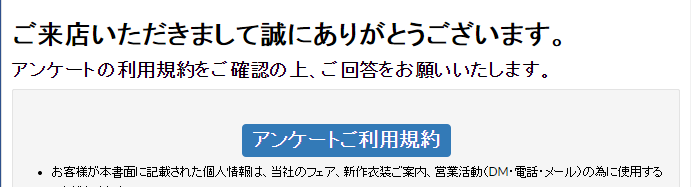 ご来店いただきまして誠にありがとうございます。
アンケートの利用規約をご確認の上、ご回答をお願いいたします。
アンケートご利用規約
• お客様が本書面に記載された個人情報は、当社のフェア、新作衣装ご案内、営業活動(DM・電話・メール)の為に使用する